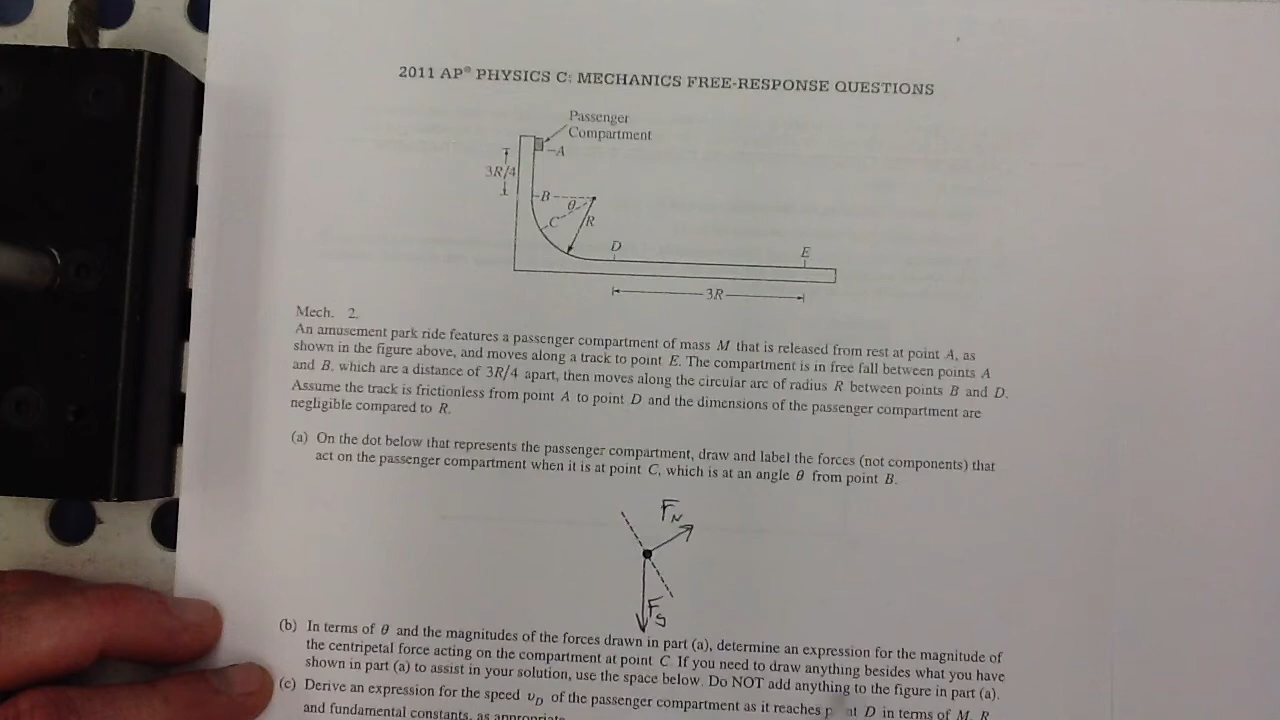 2011 AP® PHYSICS C: MECHANICS FREE-RESPONSE QUESTIONS
Passenger
Compartment
A
3R/4
B
θ
C
R
D
E
3R
Mech. 2.
An amusement park ride features a passenger compartment of mass M that is released from rest at point A, as
shown in the figure above, and moves along a track to point E. The compartment is in free fall between points A
and B, which are a distance of 3R/4 apart, then moves along the circular arc of radius R between points B and D.
Assume the track is frictionless from point A to point D and the dimensions of the passenger compartment are
negligible compared to R.
(a) On the dot below that represents the passenger compartment, draw and label the forces (not components) that
act on the passenger compartment when it is at point C, which is at an angle θ from point B.
F_N
F_g
(b) In terms of θ and the magnitudes of the forces drawn in part (a), determine an expression for the magnitude of
the centripetal force acting on the compartment at point C. If you need to draw anything besides what you have
shown in part (a) to assist in your solution, use the space below. Do NOT add anything to the figure in part (a).
(c) Derive an expression for the speed υ_D of the passenger compartment as it reaches at D in terms of M, R,
and fundamental constants, as appropriate.